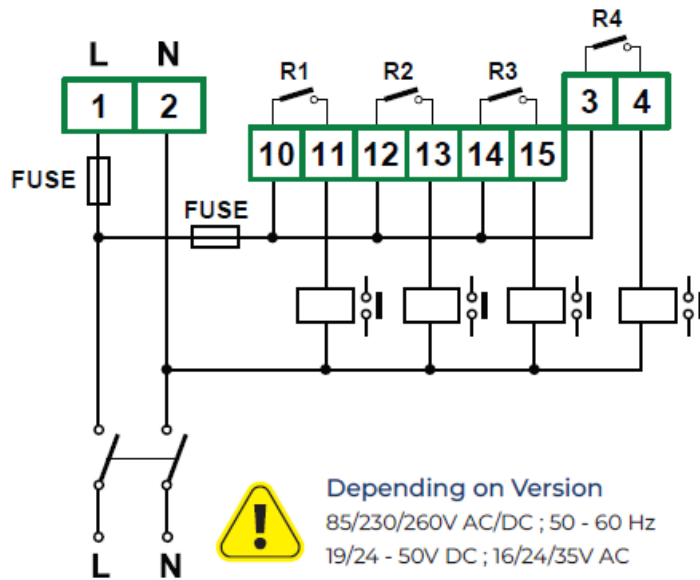 L N
R1 R2 R3 R4
1 2
3 4
10 11 12 13 14 15
FUSE
FUSE
Depending on Version
85/230/260V AC/DC ; 50 - 60 Hz
19/24 - 50V DC ; 16/24/35V AC
L N